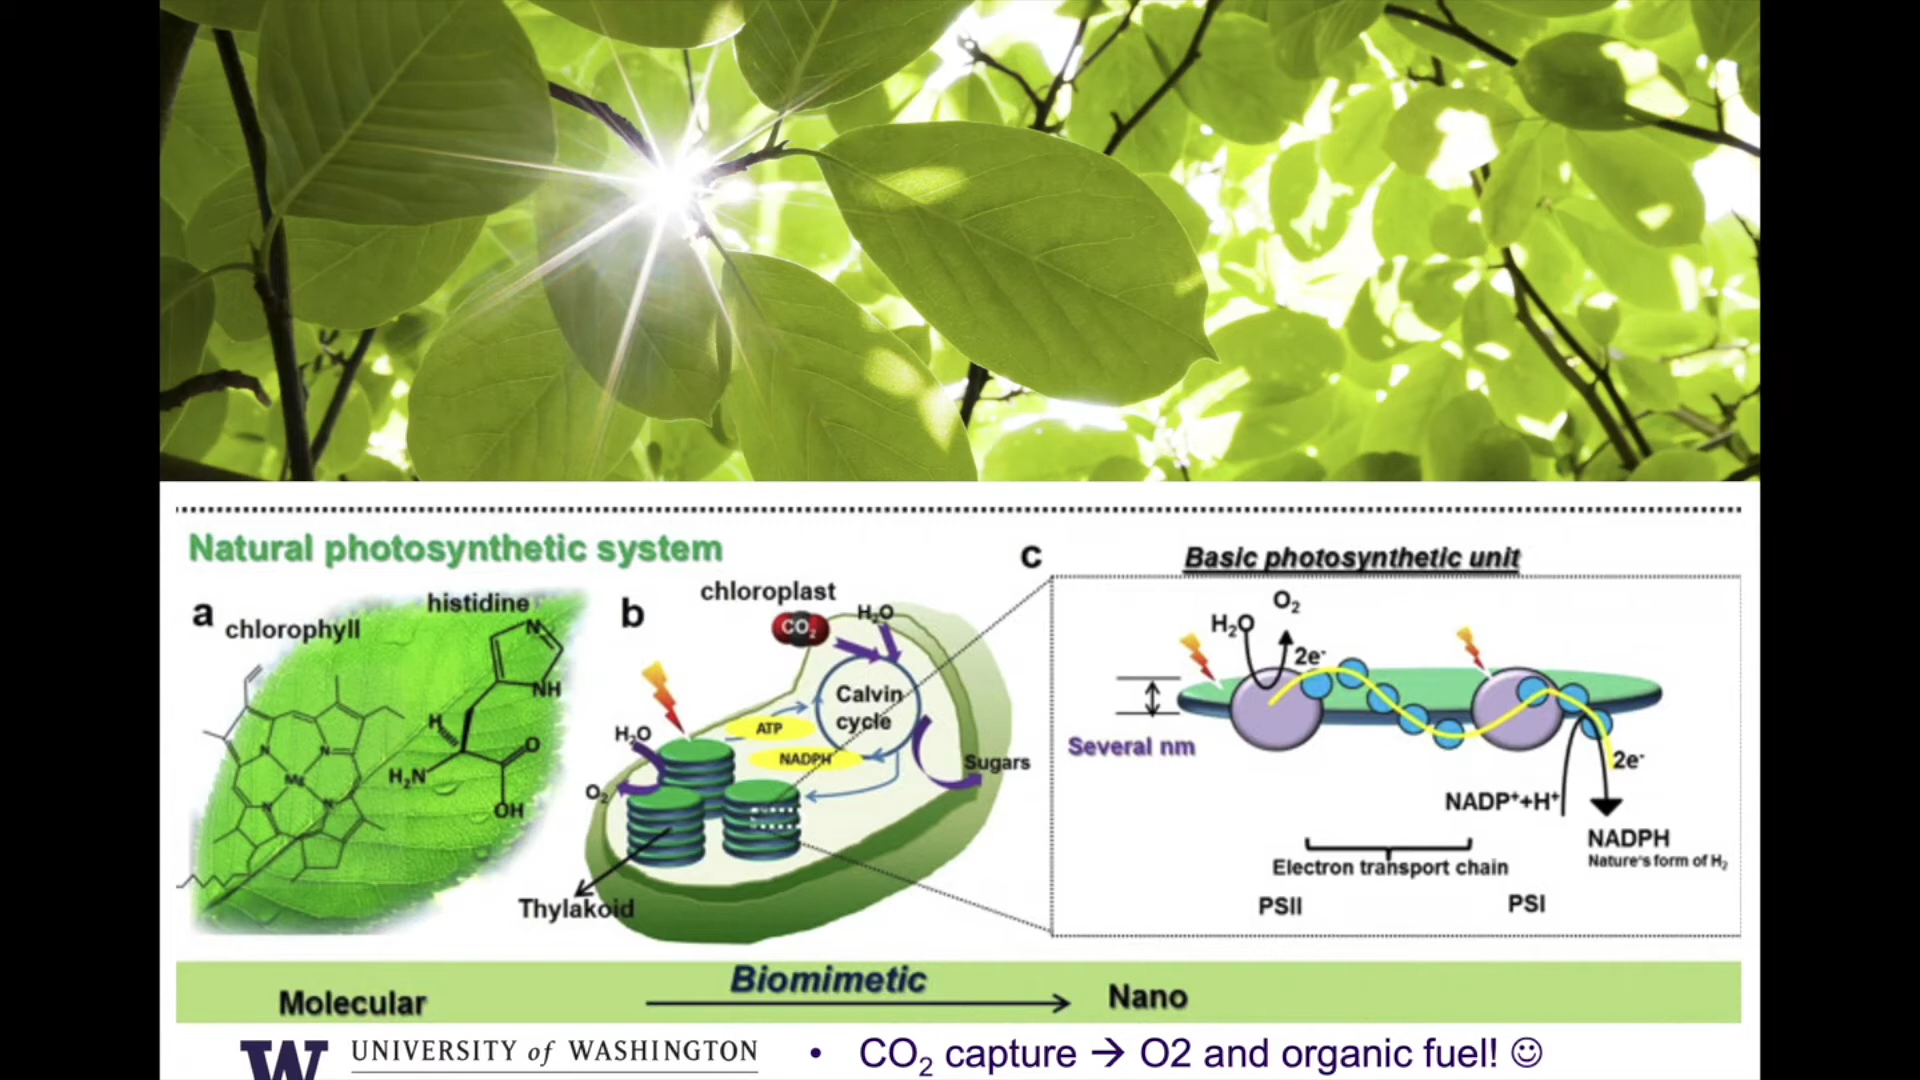 Natural photosynthetic system
a
chlorophyll
histidine
N
NH
H
H₂N
O
OH
N
N
Mg
N
N
Thylakoid
b
chloroplast
CO₂
H₂O
Calvin
cycle
ATP
NADPH
H₂O
O₂
Sugars
c
Basic photosynthetic unit
O₂
H₂O
2e⁻
Several nm
2e⁻
NADP⁺+H⁺
NADPH
Nature's form of H₂
Electron transport chain
PSII
PSI
Molecular
Biomimetic
Nano
W
UNIVERSITY of WASHINGTON
• CO₂ capture → O2 and organic fuel! ☺